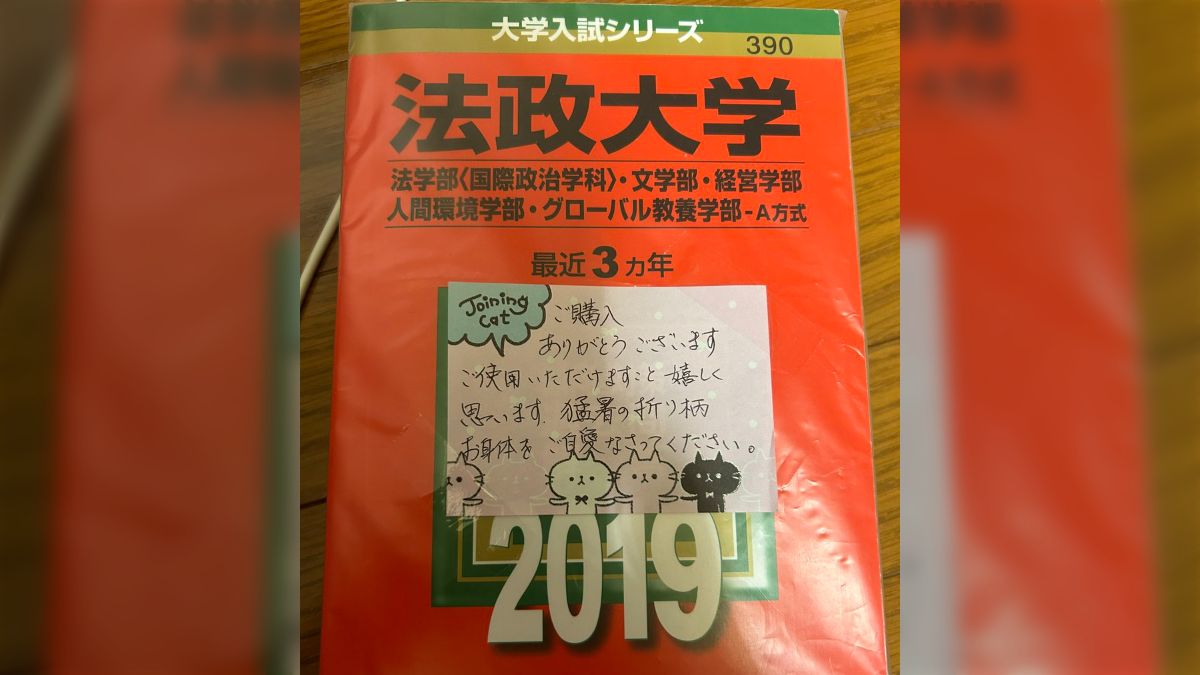 大学入試シリーズ
390
法政大学
法学部〈国際政治学科〉・文学部・経営学部
人間環境学部・グローバル教養学部-A方式
最近3ヵ年
Joining
Cat
ご購入
ありがとうございます
ご使用いただけますこと嬉しく
思います。猛暑の折り柄
お身体をご自愛なさってください。
2019